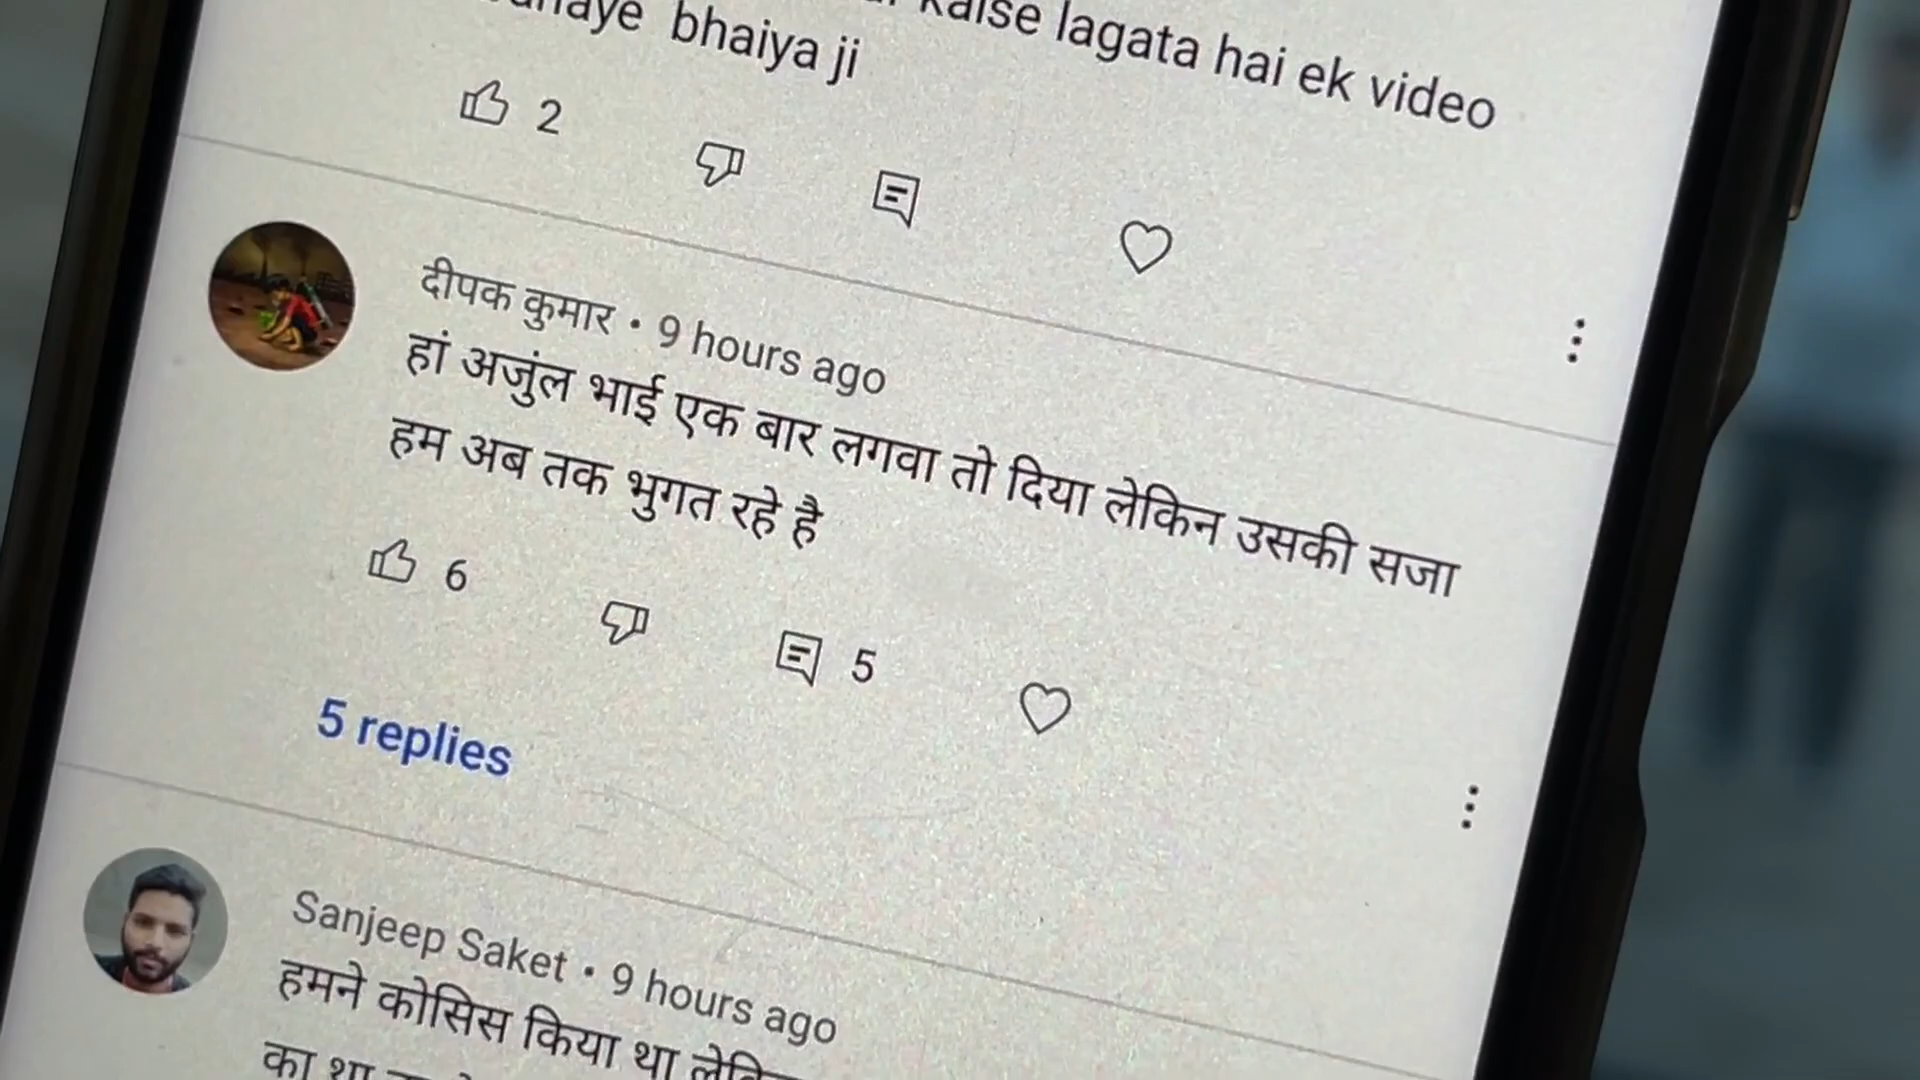 kaise lagata hai ek video
bhaiya ji
2
दीपक कुमार • 9 hours ago
हां अजुंल भाई एक बार लगवा तो दिया लेकिन उसकी सजा
हम अब तक भुगत रहे है
6
5
5 replies
Sanjeep Saket • 9 hours ago
हमने कोसिस किया था
का था